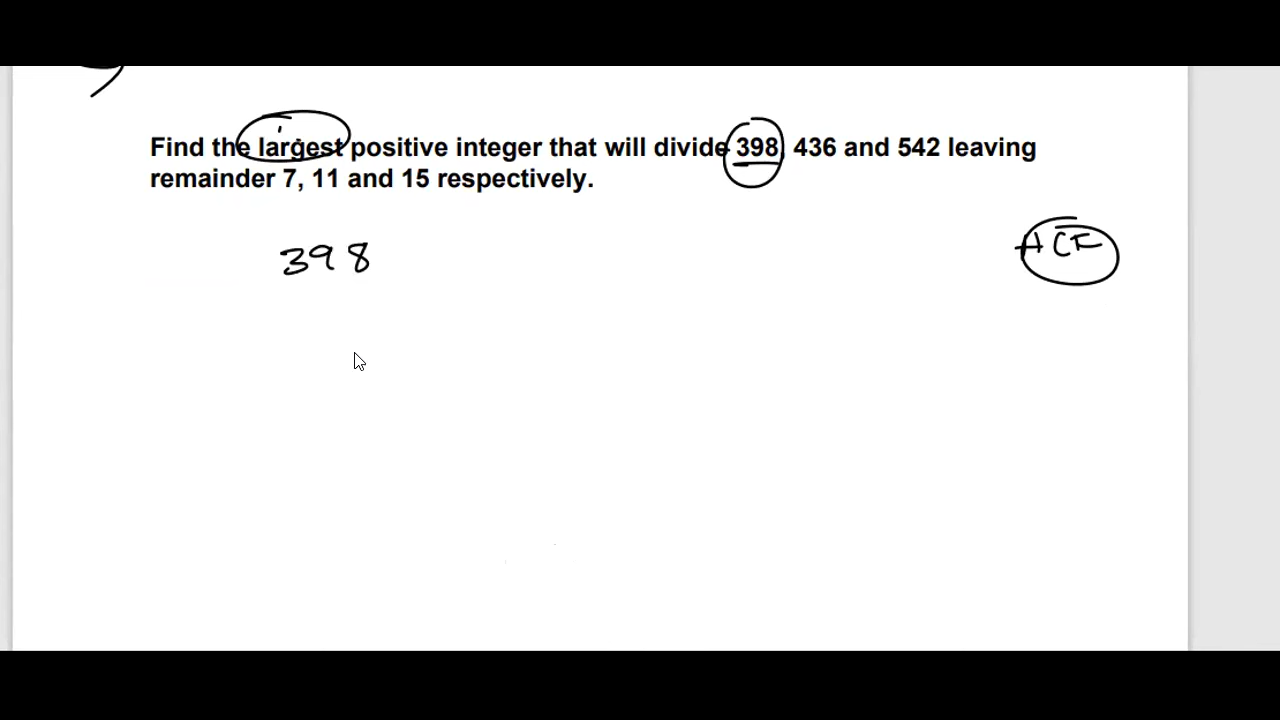 Find the largest positive integer that will divide 398, 436 and 542 leaving
remainder 7, 11 and 15 respectively.
HCF
398